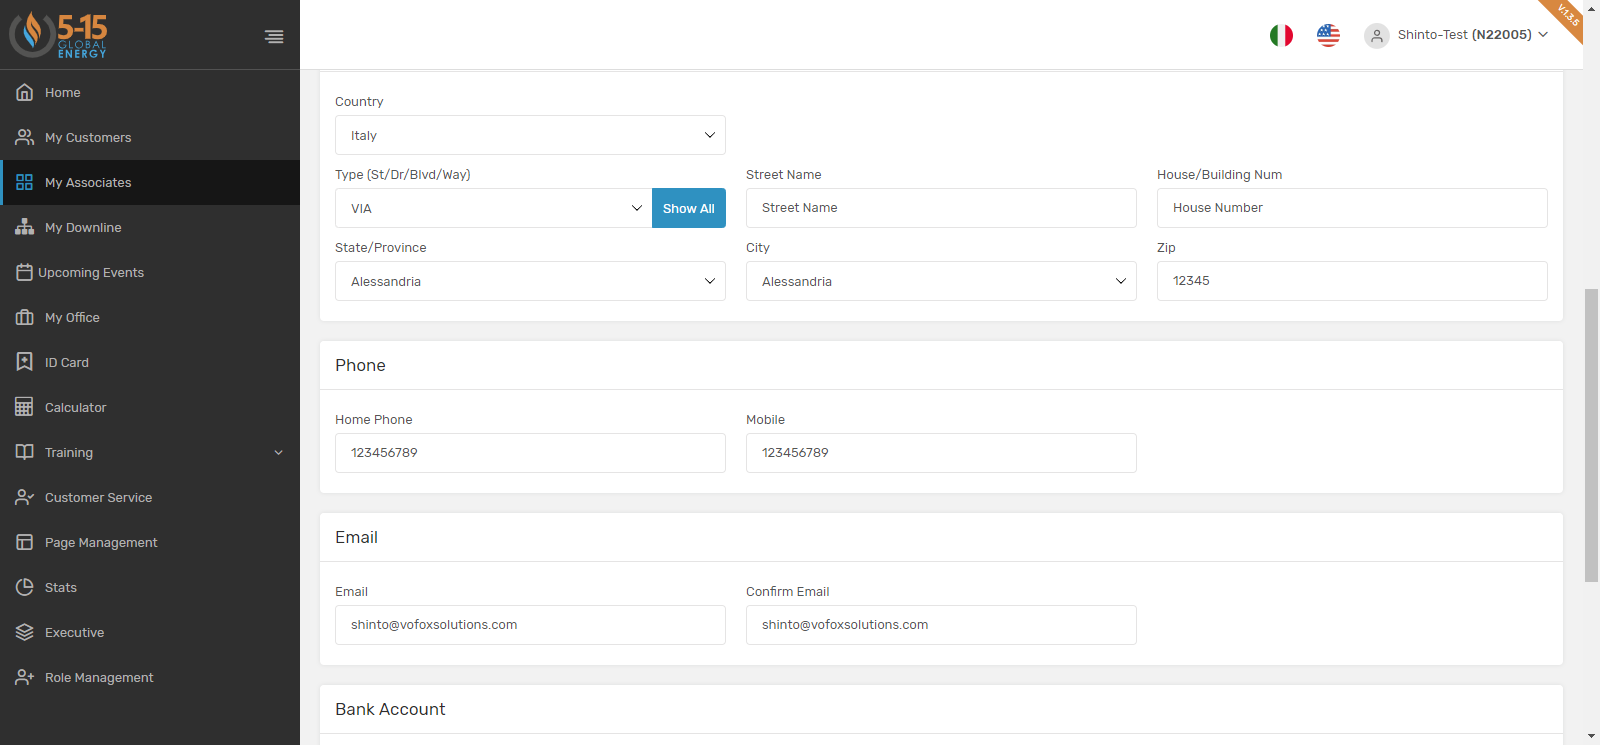 5-15
GLOBAL
ENERGY
Shinto-Test (N22005)
V.1.3.5
Home
My Customers
My Associates
My Downline
Upcoming Events
My Office
ID Card
Calculator
Training
Customer Service
Page Management
Stats
Executive
Role Management
Country
Italy
Type (St/Dr/Blvd/Way)
Street Name
House/Building Num
VIA
Show All
Street Name
House Number
State/Province
City
Zip
Alessandria
Alessandria
12345
Phone
Home Phone
Mobile
123456789
123456789
Email
Email
Confirm Email
shinto@vofoxsolutions.com
shinto@vofoxsolutions.com
Bank Account